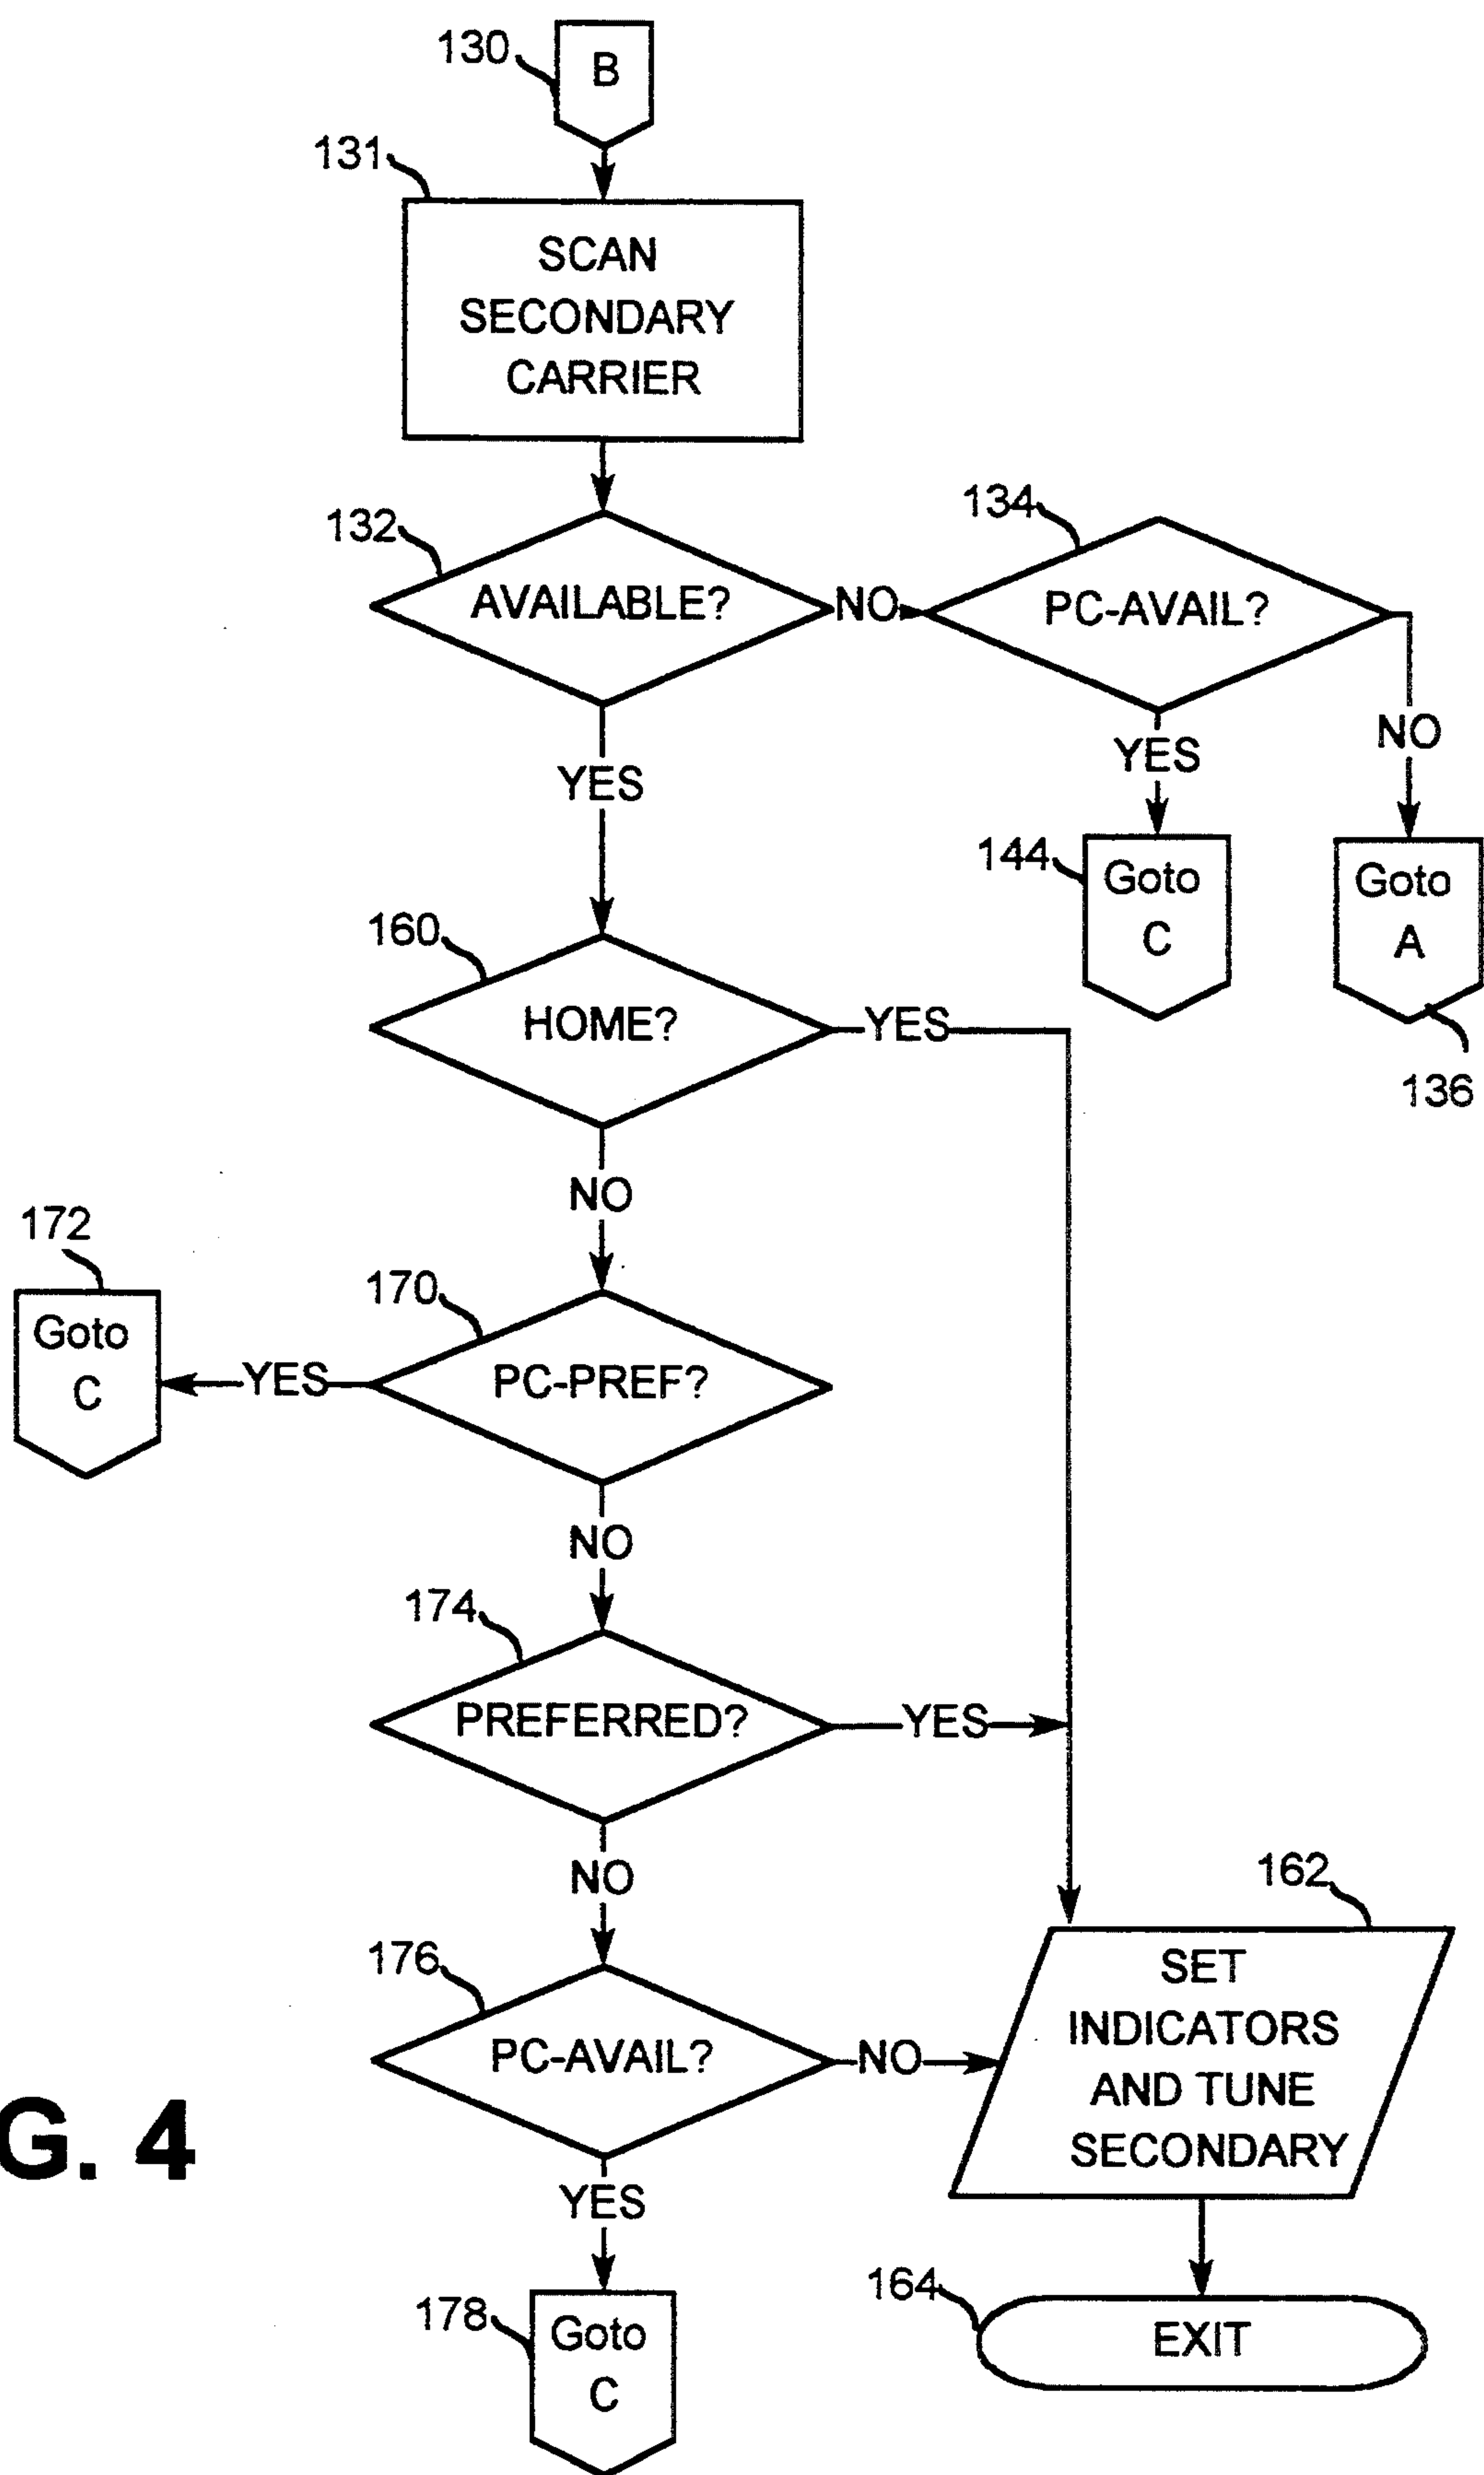 130
B
131
SCAN
SECONDARY
CARRIER
132
AVAILABLE?
NO
134
PC-AVAIL?
YES
YES
NO
144
Goto
C
Goto
A
136
160
HOME?
YES
NO
172
Goto
C
YES
170
PC-PREF?
NO
174
PREFERRED?
YES
NO
176
PC-AVAIL?
NO
162
SET
INDICATORS
AND TUNE
SECONDARY
YES
178
Goto
C
164
EXIT
G. 4